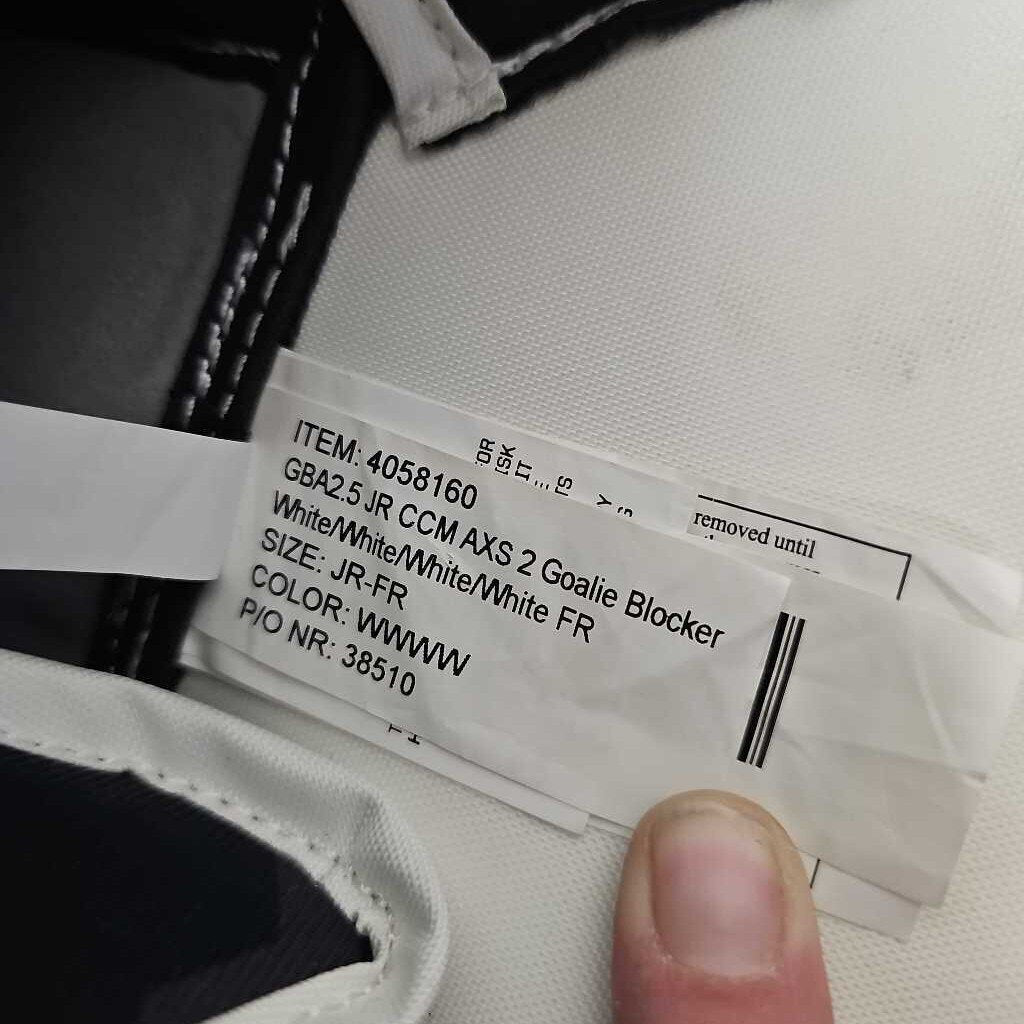 ITEM: 4058160
GBA2.5 JR CCM AXS 2 Goalie Blocker
White/White/White/White FR
SIZE: JR-FR
COLOR: WWWW
P/O NR: 38510
removed until